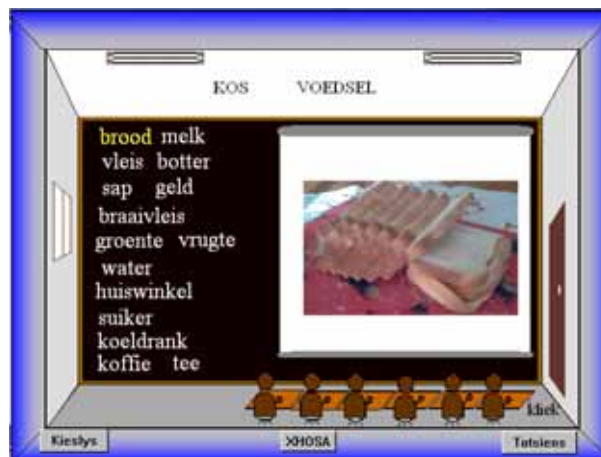 KOS VOEDSEL
brood melk
vleis botter
sap geld
braaivleis
groente vrugte
water
huiswinkel
suiker
koeldrank
koffie tee
kliek
Kieslys XHOSA Totsiens